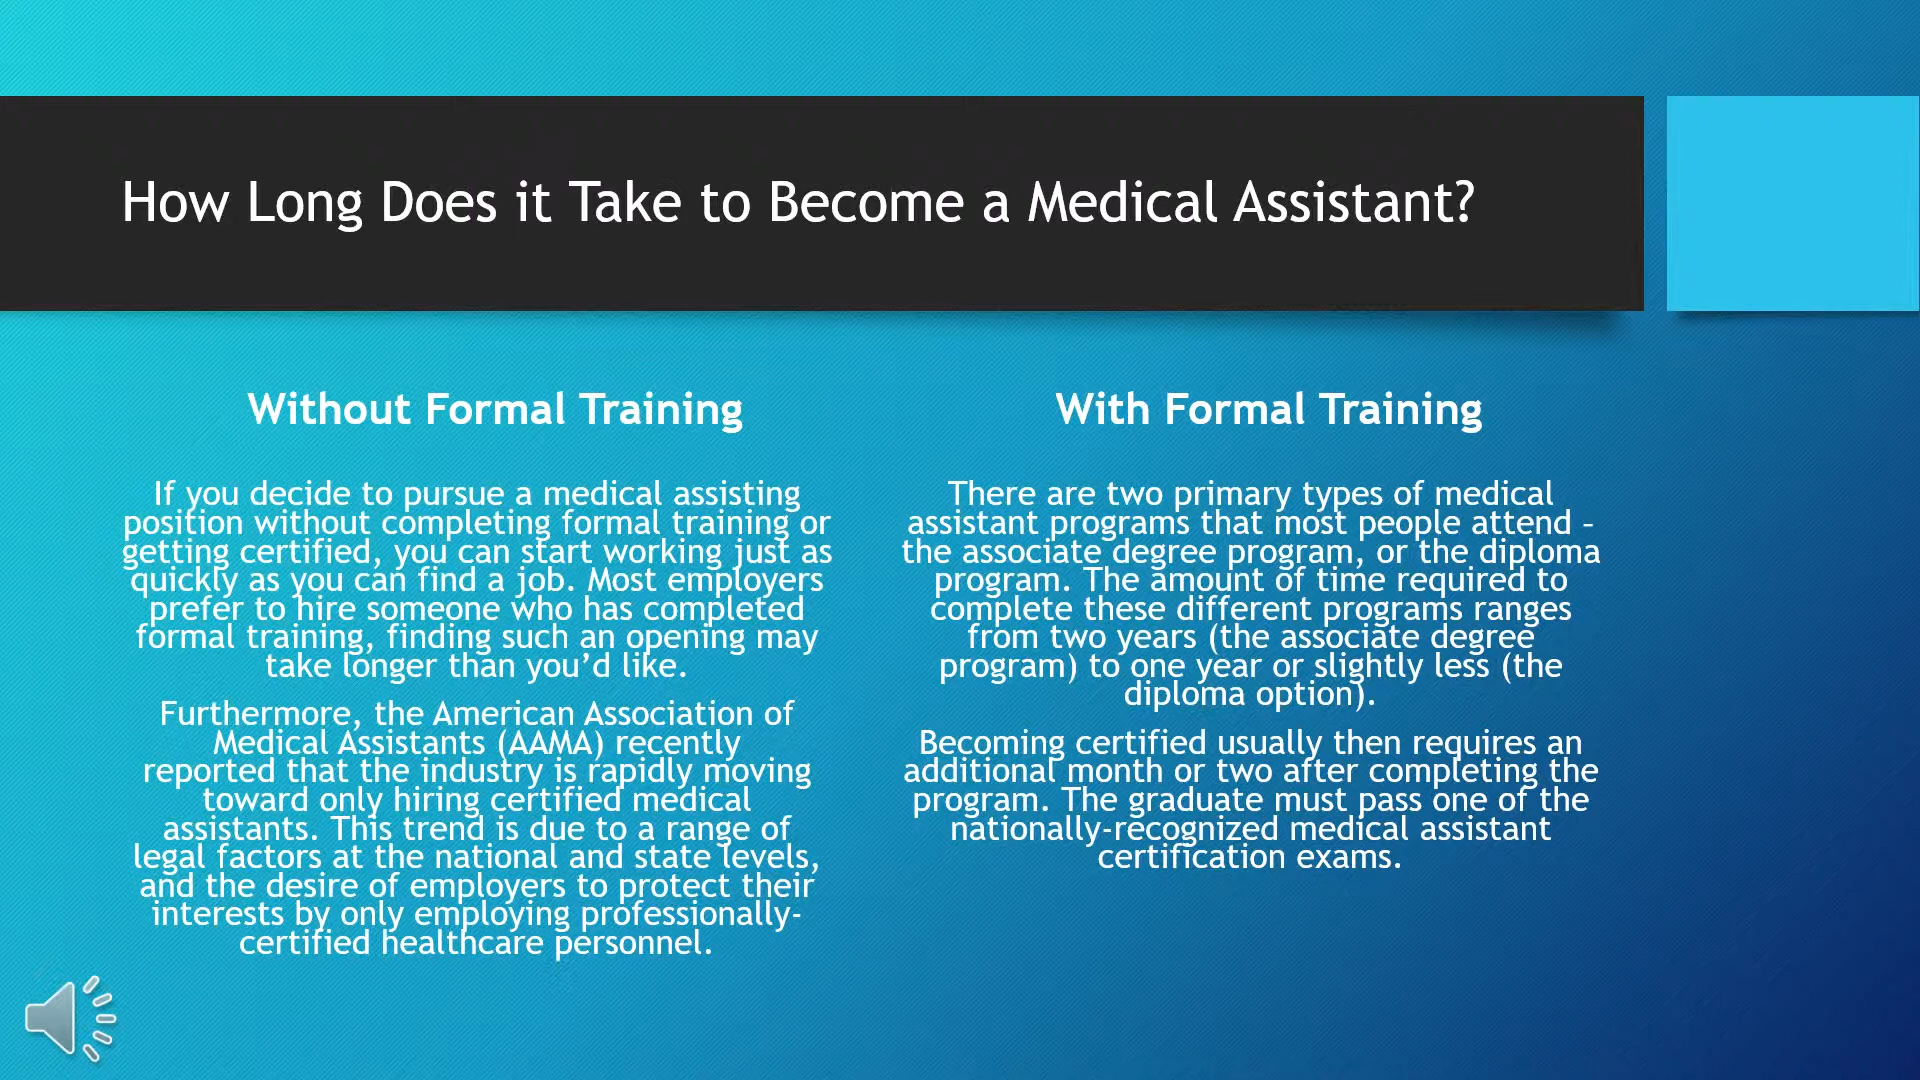 How Long Does it Take to Become a Medical Assistant?
Without Formal Training
If you decide to pursue a medical assisting
position without completing formal training or
getting certified, you can start working just as
quickly as you can find a job. Most employers
prefer to hire someone who has completed
formal training, finding such an opening may
take longer than you’d like.
Furthermore, the American Association of
Medical Assistants (AAMA) recently
reported that the industry is rapidly moving
toward only hiring certified medical
assistants. This trend is due to a range of
legal factors at the national and state levels,
and the desire of employers to protect their
interests by only employing professionally-
certified healthcare personnel.
With Formal Training
There are two primary types of medical
assistant programs that most people attend –
the associate degree program, or the diploma
program. The amount of time required to
complete these different programs ranges
from two years (the associate degree
program) to one year or slightly less (the
diploma option).
Becoming certified usually then requires an
additional month or two after completing the
program. The graduate must pass one of the
nationally-recognized medical assistant
certification exams.